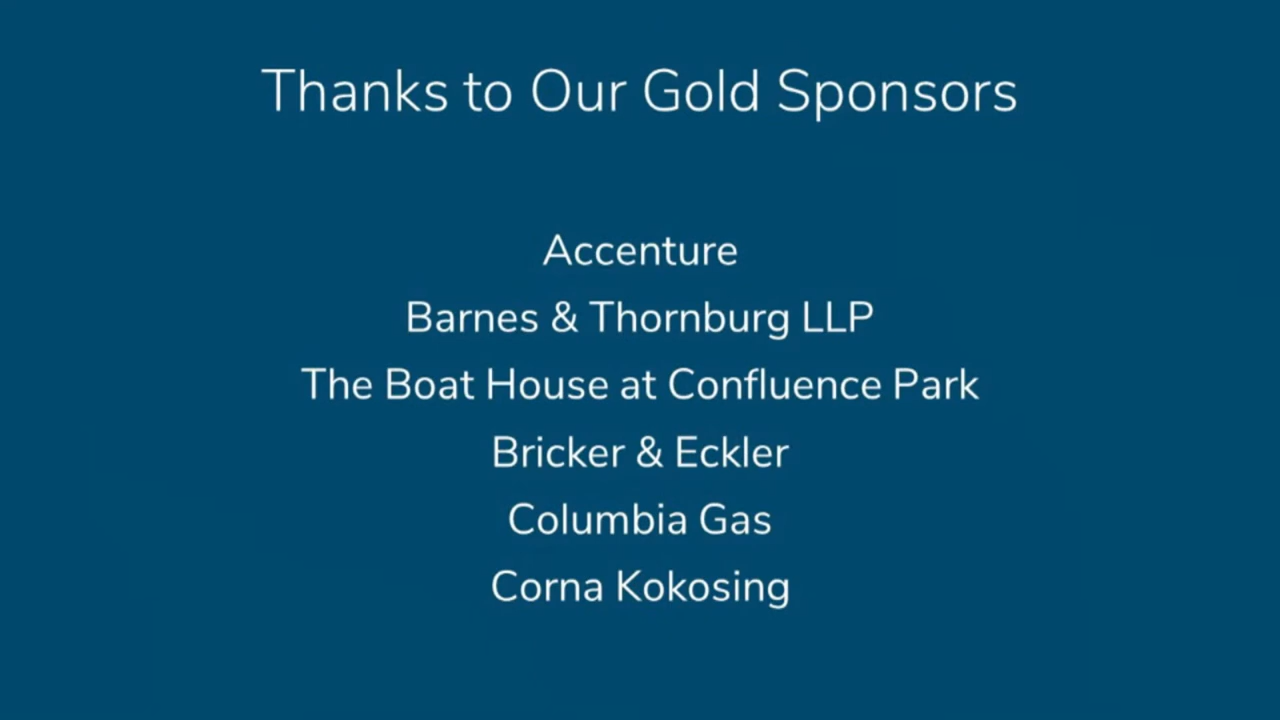 Thanks to Our Gold Sponsors
Accenture
Barnes & Thornburg LLP
The Boat House at Confluence Park
Bricker & Eckler
Columbia Gas
Corna Kokosing